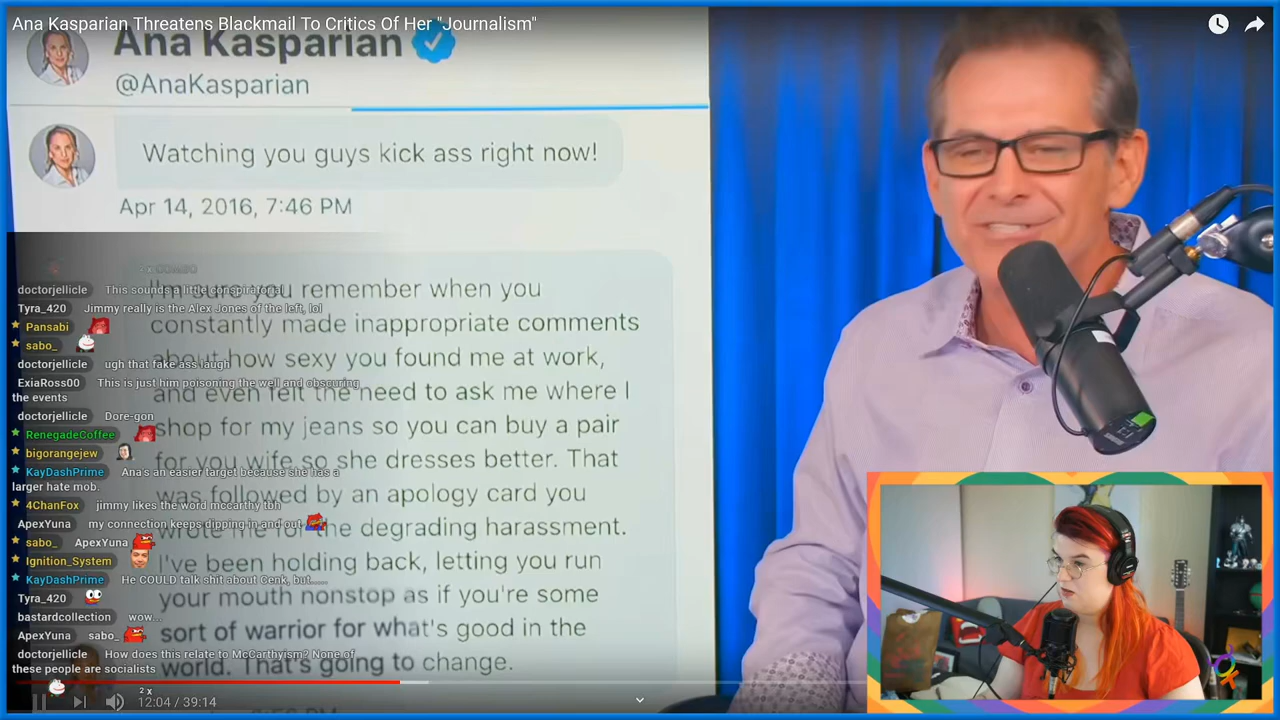 Ana Kasparian Threatens Blackmail To Critics Of Her "Journalism"
Ana Kasparian
@AnaKasparian
Watching you guys kick ass right now!
Apr 14, 2016, 7:46 PM
I'm sure you remember when you
constantly made inappropriate comments
about how sexy you found me at work,
and even felt the need to ask me where I
shop for my jeans so you can buy a pair
for you wife so she dresses better. That
was followed by an apology card you
wrote me for the degrading harassment.
I've been holding back, letting you run
your mouth nonstop as if you're some
sort of warrior for what's good in the
world. That's going to change.
COMBO
doctorjellicle This sounds a little conspiratorial
Tyra_420 Jimmy really is the Alex Jones of the left, lol
Pansabi
sabo_
doctorjellicle ugh that fake ass laugh
ExiaRoss00 This is just him poisoning the well and obscuring
the events
doctorjellicle Dore-gon
RenegadeCoffee
bigorangejew
KayDashPrime Ana's an easier target because she has a
larger hate mob.
4ChanFox jimmy likes the word mccarthy tbh
ApexYuna my connection keeps dipping in and out
sabo_ ApexYuna
Ignition_System
KayDashPrime He COULD talk shit about Cenk, but.....
Tyra_420
bastardcollection wow...
ApexYuna sabo_
doctorjellicle How does this relate to McCarthyism? None of
these people are socialists
2 x
12:04 / 39:14